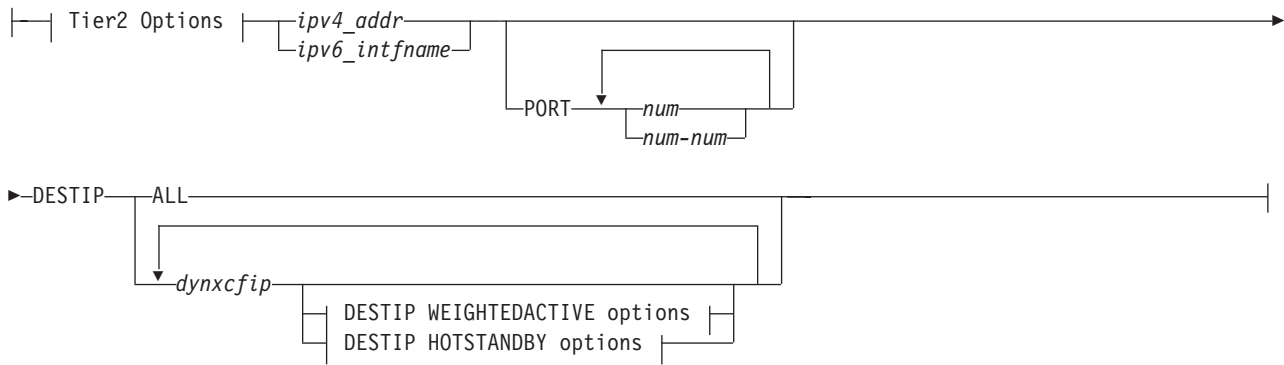 Tier2 Options ipv4_addr
ipv6_intfname
PORT num
num-num
DESTIP ALL
dynxcfip
DESTIP WEIGHTEDACTIVE options
DESTIP HOTSTANDBY options